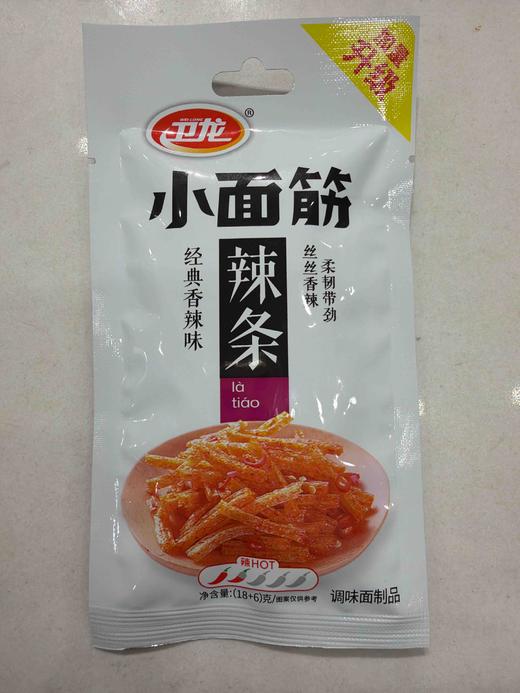 加量
升级
WEI LONG
卫龙®
小面筋
辣条
là
tiáo
经典香辣味
柔韧带劲
丝丝香辣
辣HOT
净含量:(18+6)克/图案仅供参考
调味面制品